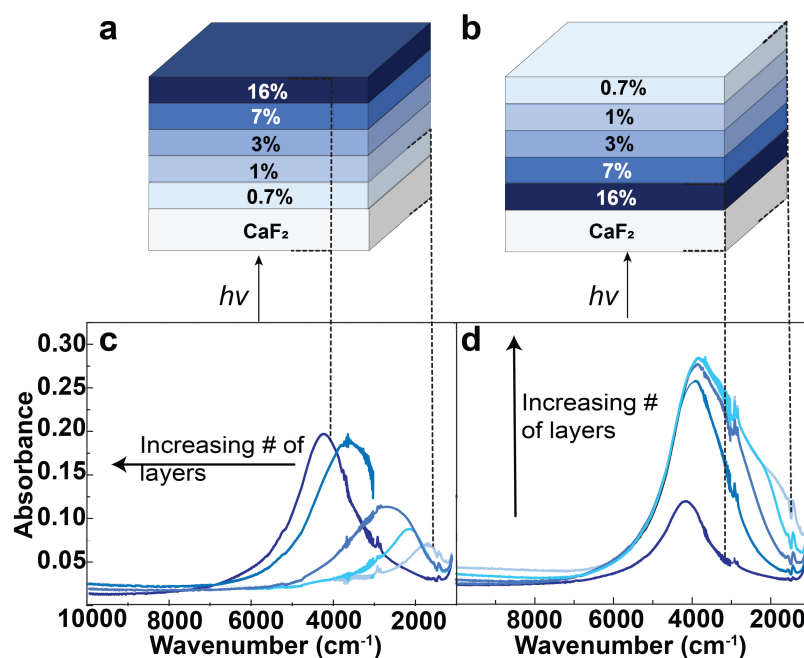 a
16%
7%
3%
1%
0.7%
CaF₂
hv
b
0.7%
1%
3%
7%
16%
CaF₂
hv
c
Absorbance
0.30
0.25
0.20
0.15
0.10
0.05
Increasing # of
layers
10000 8000 6000 4000 2000
Wavenumber (cm⁻¹)
d
Increasing #
of layers
8000 6000 4000 2000
Wavenumber (cm⁻¹)